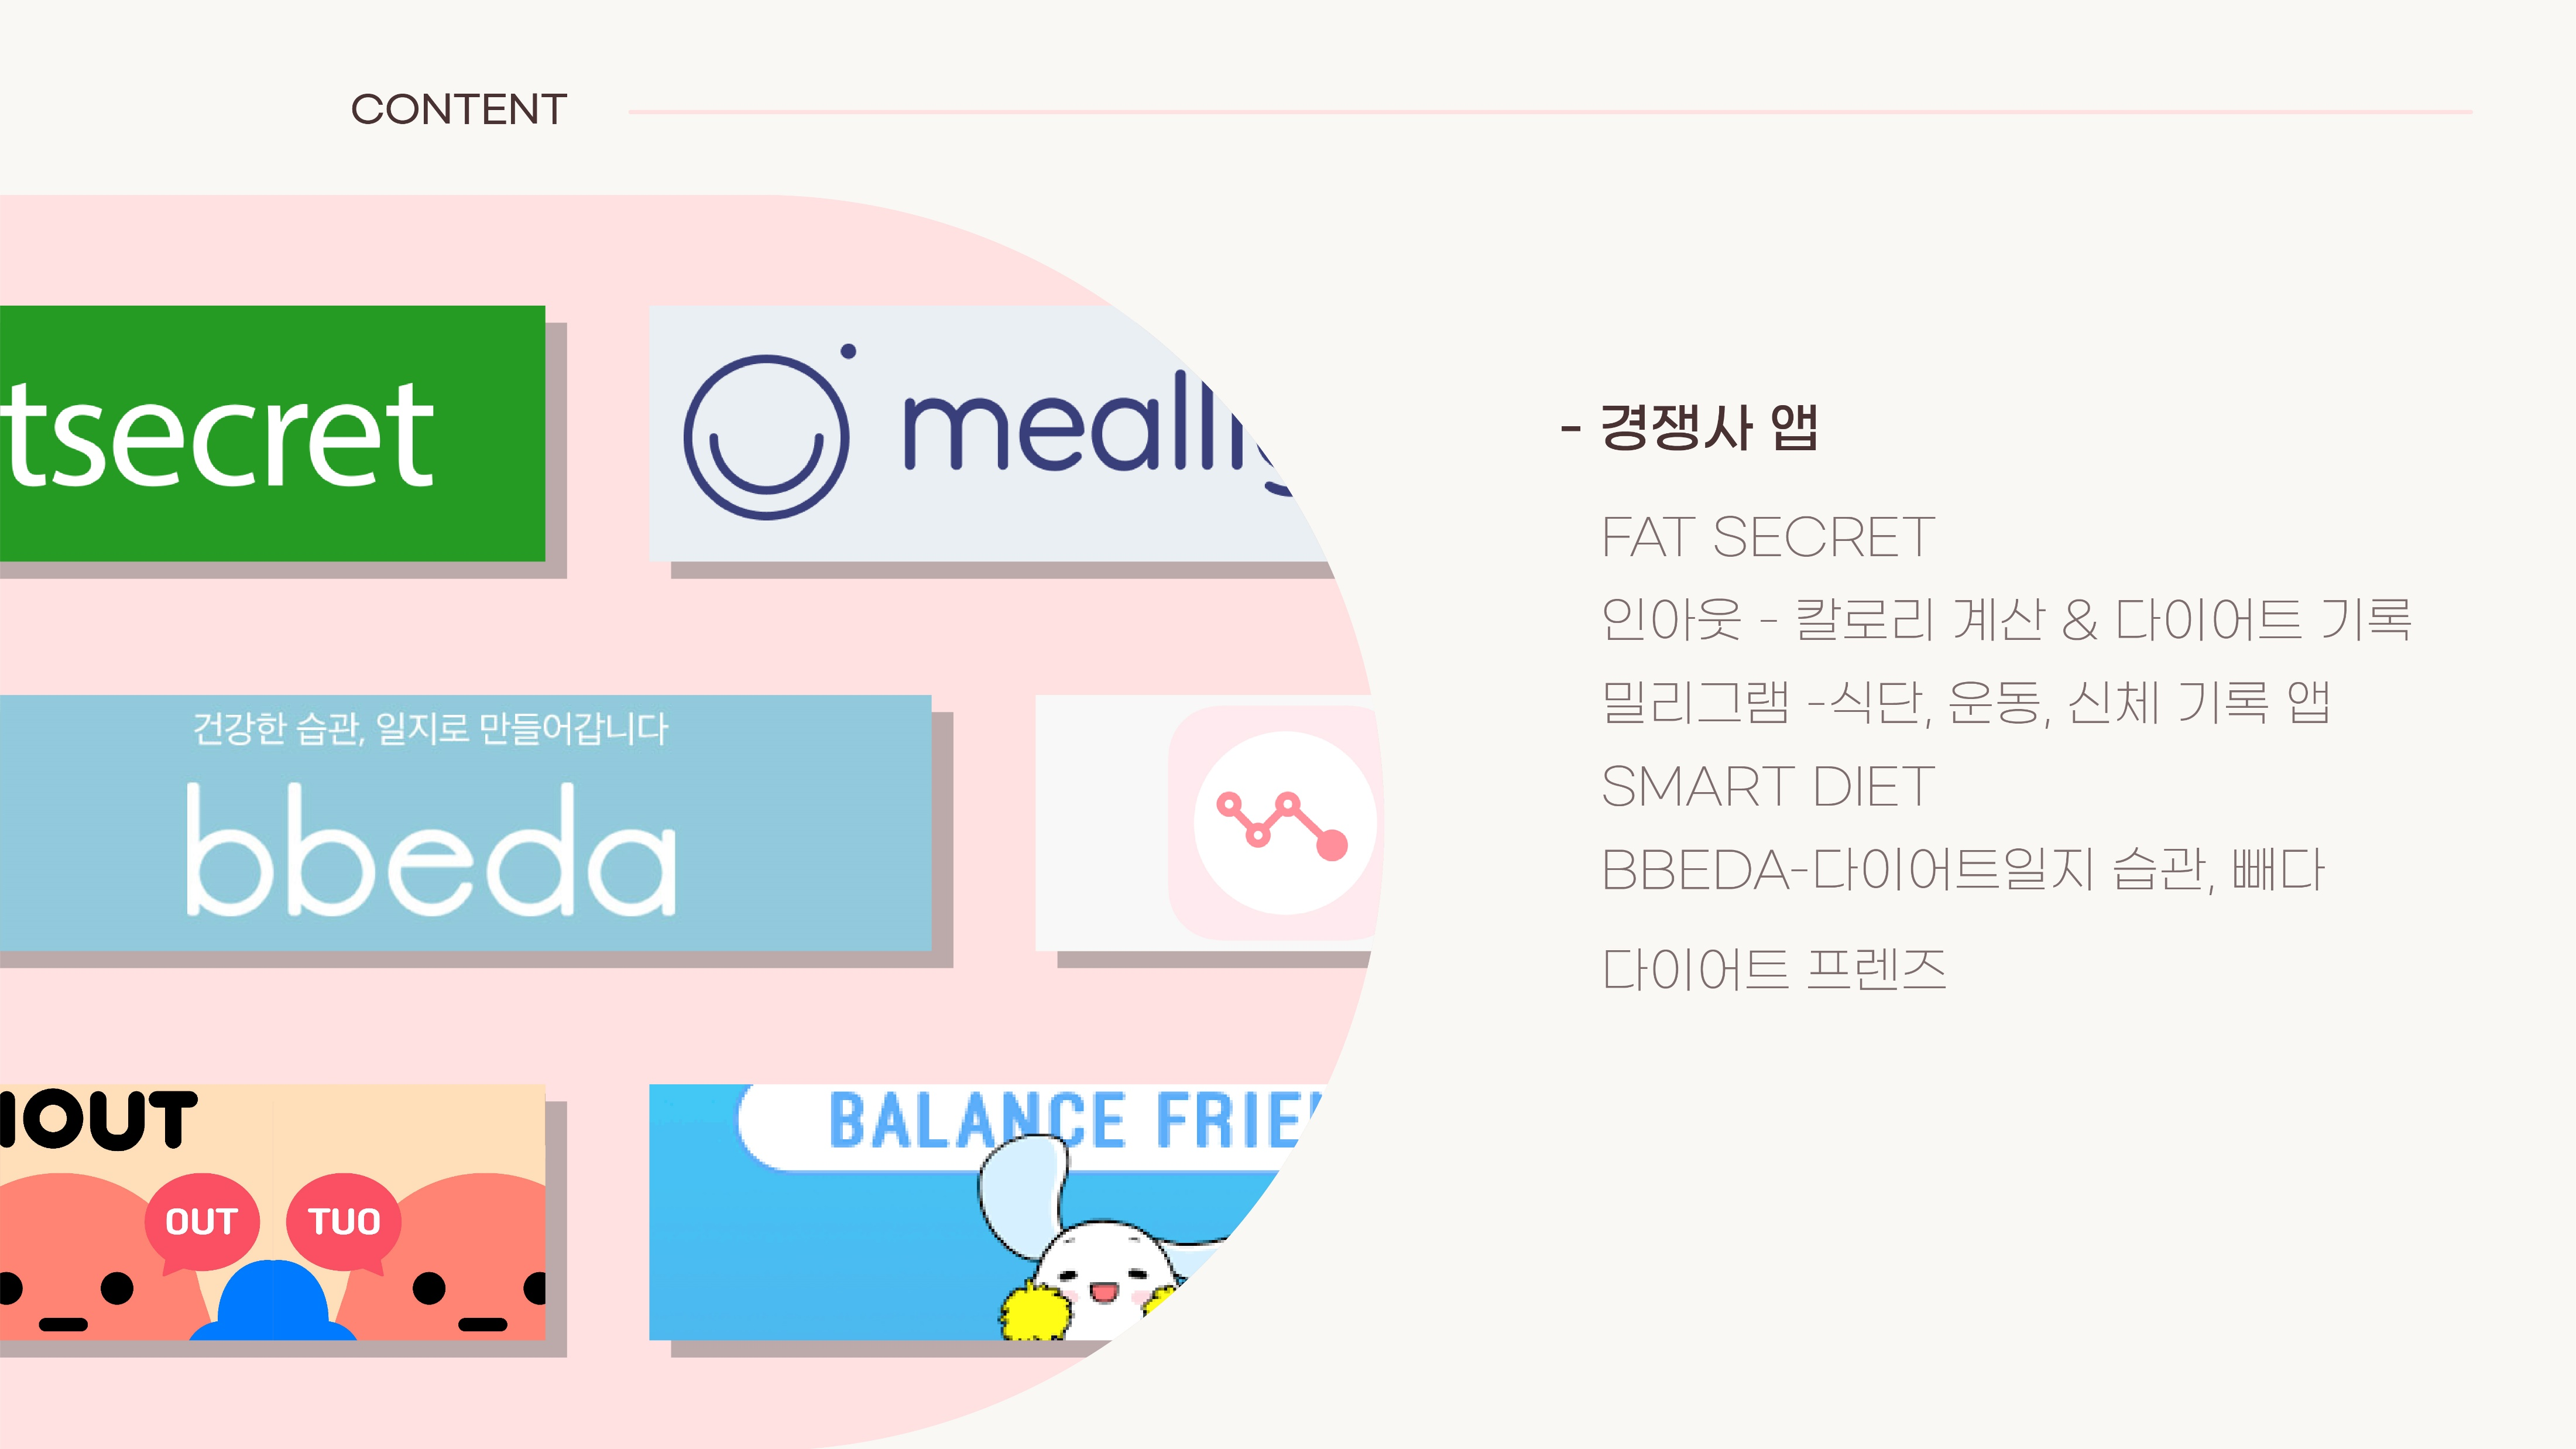 CONTENT
tsecret
건강한 습관, 일지로 만들어갑니다
bbeda
OUT
OUT
TUO
BALANCE
- 경쟁사 앱
FAT SECRET
인아웃 - 칼로리 계산 & 다이어트 기록
밀리그램 -식단, 운동, 신체 기록 앱
SMART DIET
BBEDA-다이어트일지 습관, 빼다
다이어트 프렌즈